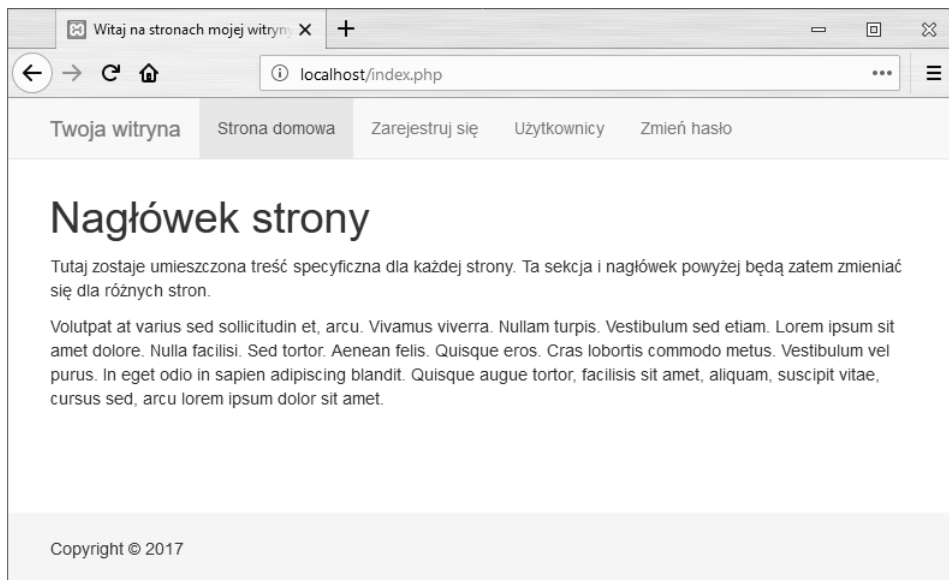 Witaj na stronach mojej witryny
localhost/index.php
Twoja witryna Strona domowa Zarejestruj się Użytkownicy Zmień hasło
Nagłówek strony
Tutaj zostaje umieszczona treść specyficzna dla każdej strony. Ta sekcja i nagłówek powyżej będą zatem zmieniać
się dla różnych stron.
Volutpat at varius sed sollicitudin et, arcu. Vivamus viverra. Nullam turpis. Vestibulum sed etiam. Lorem ipsum sit
amet dolore. Nulla facilisi. Sed tortor. Aenean felis. Quisque eros. Cras lobortis commodo metus. Vestibulum vel
purus. In eget odio in sapien adipiscing blandit. Quisque augue tortor, facilisis sit amet, aliquam, suscipit vitae,
cursus sed, arcu lorem ipsum dolor sit amet.
Copyright © 2017